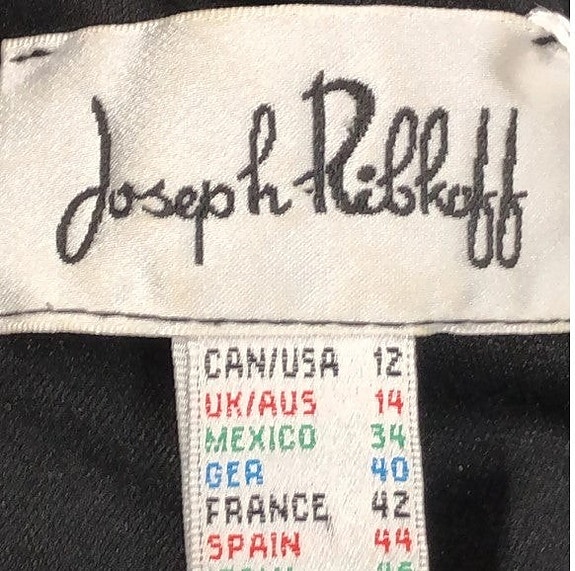 Joseph Ribkoff
CAN/USA 12
UK/AUS 14
MEXICO 34
GER 40
FRANCE 42
SPAIN 44